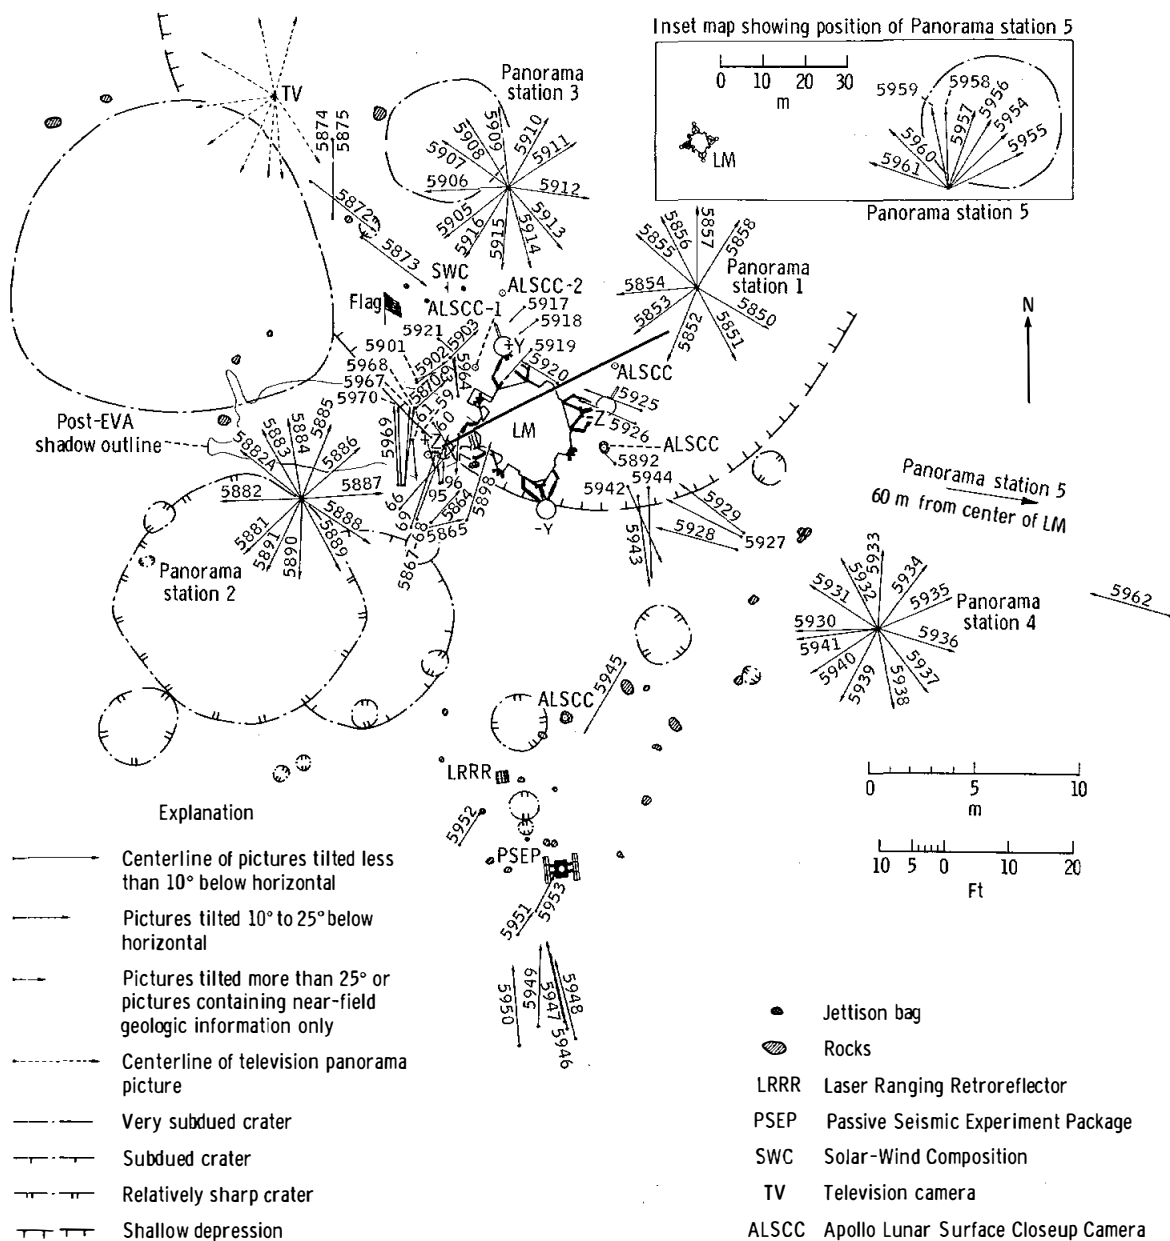 Inset map showing position of Panorama station 5
0 10 20 30
m
LM
5959
5958
5957
5956
5954
5955
5960
5961
Panorama station 5
TV
5874
5875
5872
5873
Panorama
station 3
5905
5906
5907
5908
5909
5910
5911
5912
5913
5914
5915
5916
SWC
Flag
ALSCC-1
ALSCC-2
5917
5918
5919
5920
5921
5901
5902
5903
5968
5967
5970
5964
5969
+Y
+Z
LM
Z
-Y
Panorama
station 1
5850
5851
5852
5853
5854
5855
5856
5857
5858
N
ALSCC
5925
5926
ALSCC
5892
5944
5942
5943
5929
5928
5927
Panorama station 5
60 m from center of LM
Post-EVA
shadow outline
5882A
5883
5884
5885
5886
5887
5888
5889
5890
5891
5881
5882
Panorama
station 2
66
69
5867-68
95
96
5864
5865
5898
61-59
60
Panorama
station 4
5930
5931
5932
5933
5934
5935
5936
5937
5938
5939
5940
5941
5962
5945
ALSCC
LRRR
5952
PSEP
5951
5953
5950
5949
5947
5948
5946
0 5 10
m
10 5 0 10 20
Ft
Explanation
Centerline of pictures tilted less
than 10° below horizontal
Pictures tilted 10° to 25° below
horizontal
Pictures tilted more than 25° or
pictures containing near-field
geologic information only
Centerline of television panorama
picture
Very subdued crater
Subdued crater
Relatively sharp crater
Shallow depression
Jettison bag
Rocks
LRRR Laser Ranging Retroreflector
PSEP Passive Seismic Experiment Package
SWC Solar-Wind Composition
TV Television camera
ALSCC Apollo Lunar Surface Closeup Camera